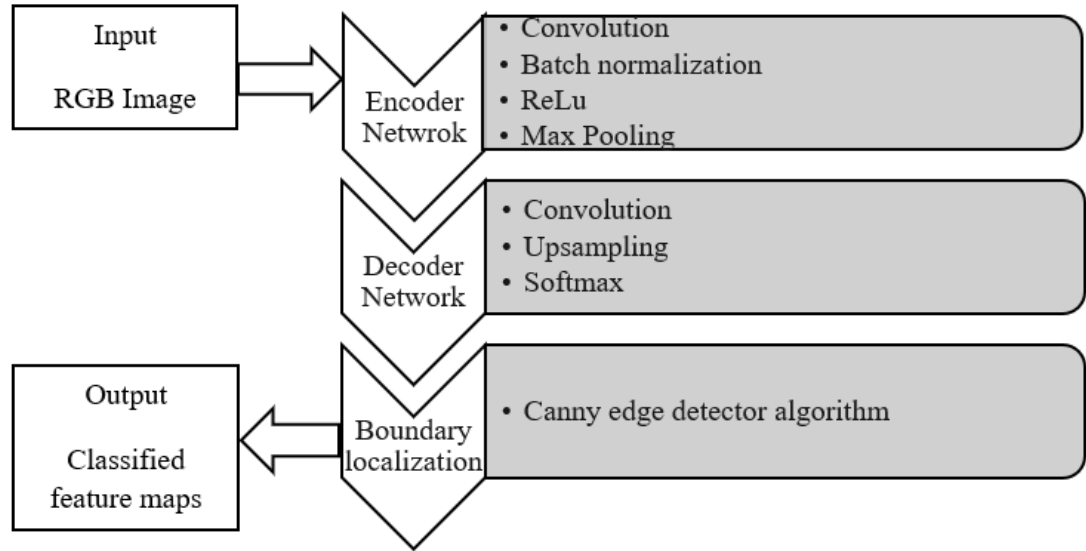 Input
RGB Image
Encoder
Netwrok
• Convolution
• Batch normalization
• ReLu
• Max Pooling
Decoder
Network
• Convolution
• Upsampling
• Softmax
Boundary
localization
• Canny edge detector algorithm
Output
Classified
feature maps